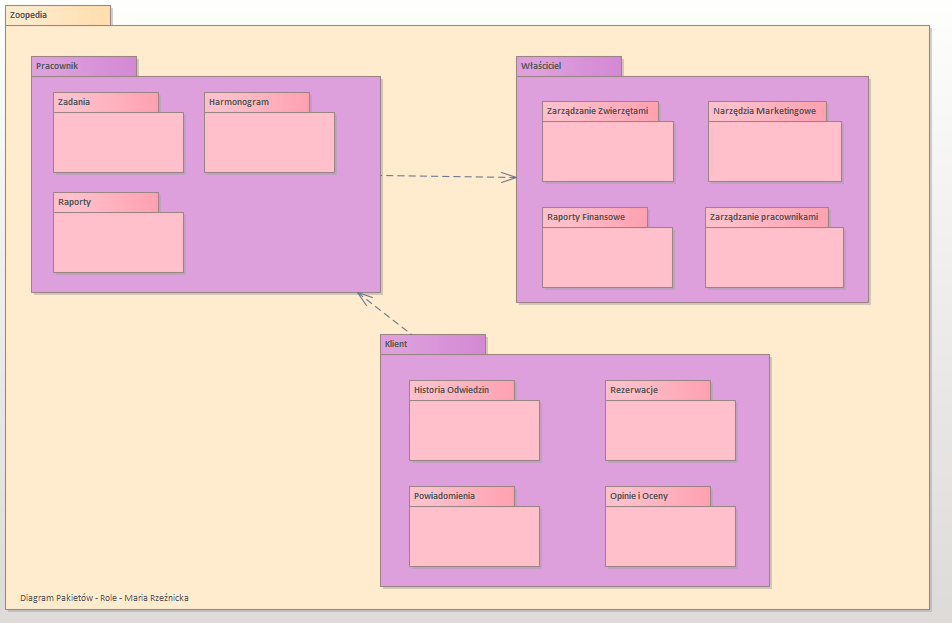 Zoopedia
Pracownik
Zadania
Harmonogram
Raporty
Właściciel
Zarządzanie Zwierzętami
Narzędzia Marketingowe
Raporty Finansowe
Zarządzanie pracownikami
Klient
Historia Odwiedzin
Rezerwacje
Powiadomienia
Opinie i Oceny
Diagram Pakietów - Role - Maria Rzeźnicka